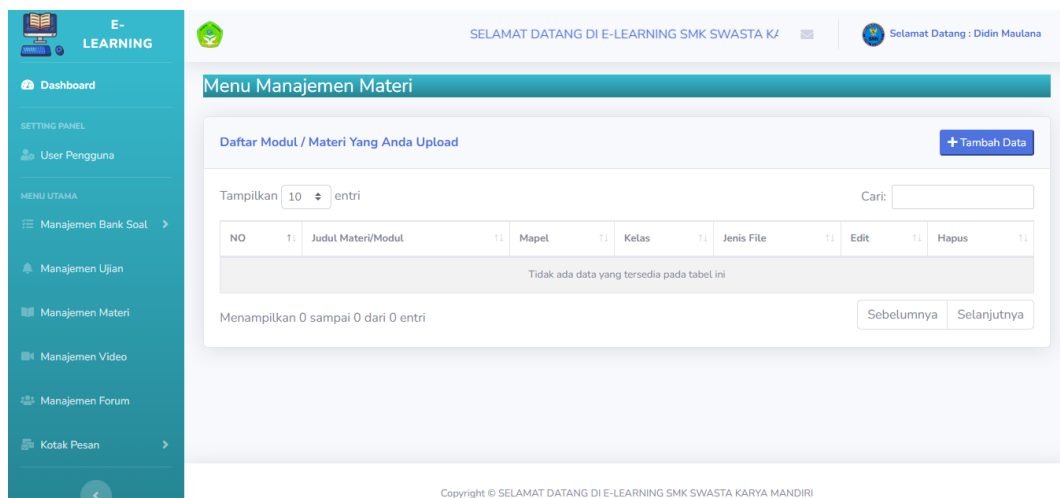 E-
LEARNING
SELAMAT DATANG DI E-LEARNING SMK SWASTA KA
Selamat Datang : Didin Maulana
Dashboard
Menu Manajemen Materi
SETTING PANEL
User Pengguna
Daftar Modul / Materi Yang Anda Upload
+ Tambah Data
MENU UTAMA
Manajemen Bank Soal
Manajemen Ujian
Manajemen Materi
Manajemen Video
Manajemen Forum
Kotak Pesan
Tampilkan 10 entri
Cari:
NO Judul Materi/Modul Mapel Kelas Jenis File Edit Hapus
Tidak ada data yang tersedia pada tabel ini
Menampilkan 0 sampai 0 dari 0 entri
Sebelumnya Selanjutnya
Copyright © SELAMAT DATANG DI E-LEARNING SMK SWASTA KARYA MANDIRI